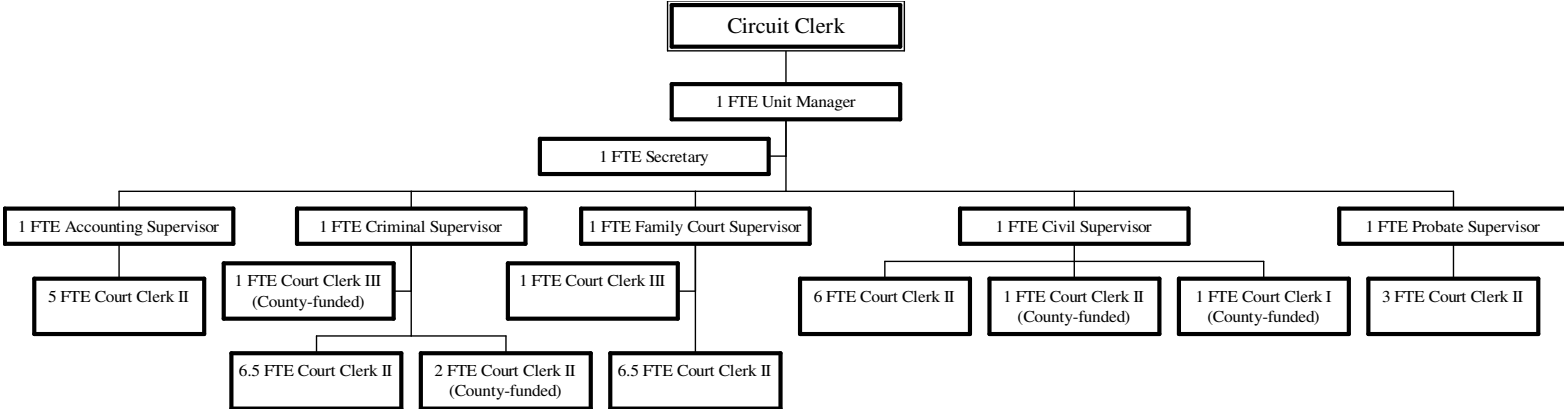 Circuit Clerk
1 FTE Unit Manager
1 FTE Secretary
1 FTE Accounting Supervisor
1 FTE Criminal Supervisor
1 FTE Family Court Supervisor
1 FTE Civil Supervisor
1 FTE Probate Supervisor
5 FTE Court Clerk II
1 FTE Court Clerk III
(County-funded)
1 FTE Court Clerk III
6 FTE Court Clerk II
1 FTE Court Clerk II
(County-funded)
1 FTE Court Clerk I
(County-funded)
3 FTE Court Clerk II
6.5 FTE Court Clerk II
2 FTE Court Clerk II
(County-funded)
6.5 FTE Court Clerk II